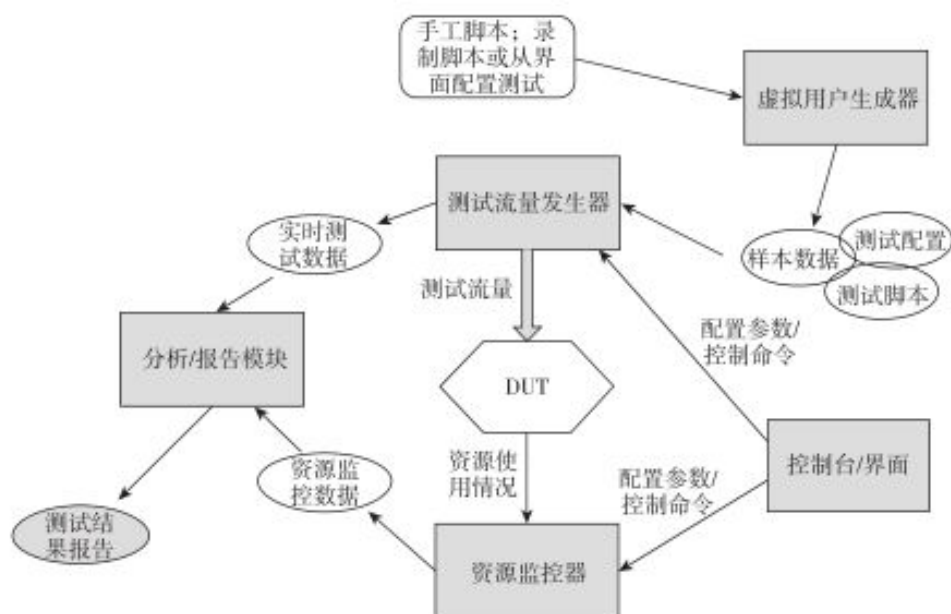 手工脚本；录
制脚本或从界
面配置测试
虚拟用户生成器
测试流量发生器
实时测
试数据
样本数据
测试配置
测试脚本
测试流量
配置参数/
控制命令
分析/报告模块
DUT
资源监
控数据
资源使
用情况
配置参数/
控制命令
控制台/界面
测试结
果报告
资源监控器